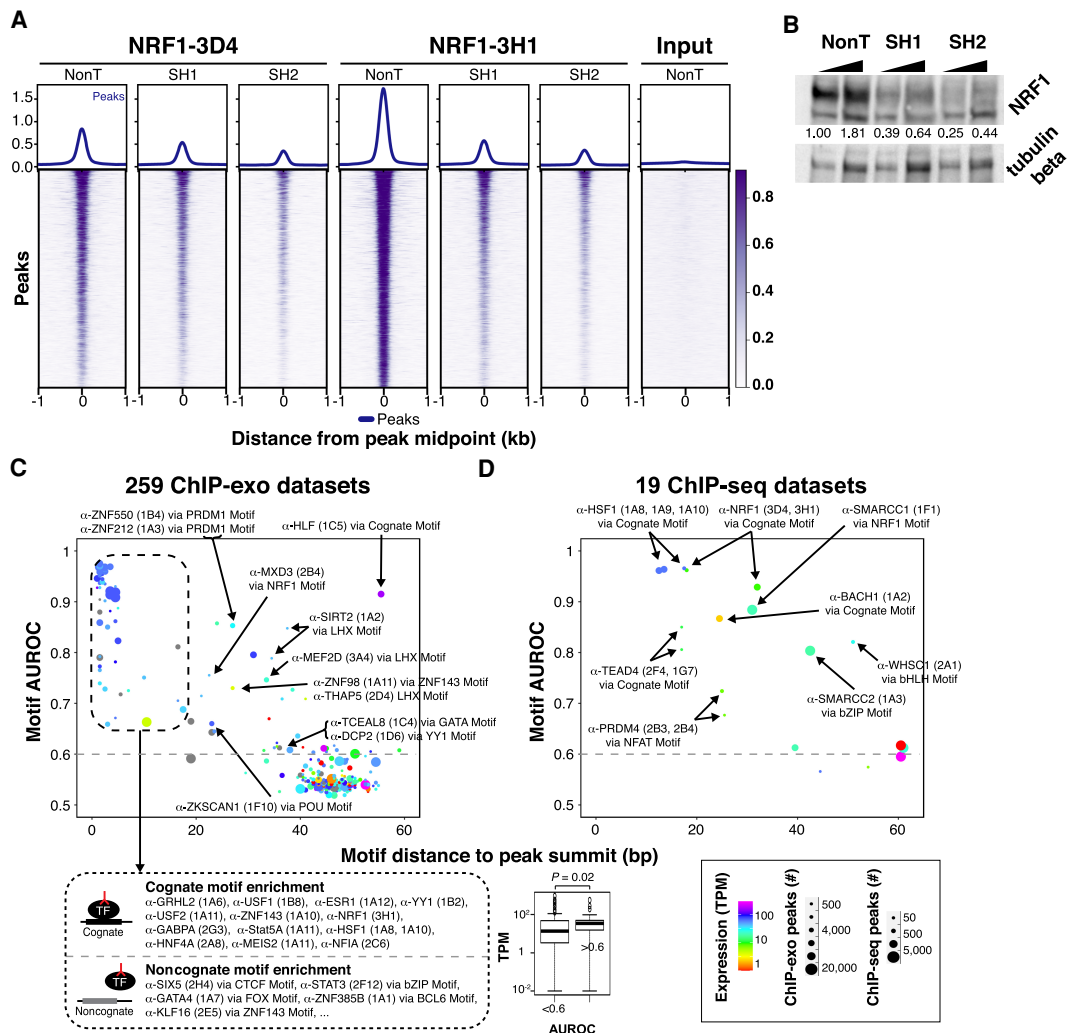 A
NRF1-3D4
NRF1-3H1
Input
NonT
SH1
SH2
NonT
SH1
SH2
NonT
Peaks
1.5
1.0
0.5
0.0
Peaks
0.8
0.6
0.4
0.2
0.0
-1 0 1
-1 0 1
-1 0 1
-1 0 1
-1 0 1
-1 0 1
-1 0 1
Peaks
Distance from peak midpoint (kb)
B
NonT SH1 SH2
NRF1
1.00 1.81 0.39 0.64 0.25 0.44
tubulin
beta
C
259 ChIP-exo datasets
α-ZNF550 (1B4) via PRDM1 Motif
α-ZNF212 (1A3) via PRDM1 Motif
α-HLF (1C5) via Cognate Motif
α-MXD3 (2B4)
via NRF1 Motif
α-SIRT2 (1A2)
via LHX Motif
α-MEF2D (3A4) via LHX Motif
α-ZNF98 (1A11) via ZNF143 Motif
α-THAP5 (2D4) LHX Motif
α-TCEAL8 (1C4) via GATA Motif
α-DCP2 (1D6) via YY1 Motif
α-ZKSCAN1 (1F10) via POU Motif
Motif AUROC
1
0.9
0.8
0.7
0.6
0.5
0 20 40 60
D
19 ChIP-seq datasets
α-HSF1 (1A8, 1A9, 1A10)
via Cognate Motif
α-NRF1 (3D4, 3H1)
via Cognate Motif
α-SMARCC1 (1F1)
via NRF1 Motif
α-BACH1 (1A2)
via Cognate Motif
α-TEAD4 (2F4, 1G7)
via Cognate Motif
α-WHSC1 (2A1)
via bHLH Motif
α-SMARCC2 (1A3)
via bZIP Motif
α-PRDM4 (2B3, 2B4)
via NFAT Motif
Motif AUROC
1
0.9
0.8
0.7
0.6
0.5
0 20 40 60
Motif distance to peak summit (bp)
TF
Cognate
Cognate motif enrichment
α-GRHL2 (1A6), α-USF1 (1B8), α-ESR1 (1A12), α-YY1 (1B2),
α-USF2 (1A11), α-ZNF143 (1A10), α-NRF1 (3H1),
α-GABPA (2G3), α-Stat5A (1A11), α-HSF1 (1A8, 1A10),
α-HNF4A (2A8), α-MEIS2 (1A11), α-NFIA (2C6)
TF
Noncognate
Noncognate motif enrichment
α-SIX5 (2H4) via CTCF Motif, α-STAT3 (2F12) via bZIP Motif,
α-GATA4 (1A7) via FOX Motif, α-ZNF385B (1A1) via BCL6 Motif,
α-KLF16 (2E5) via ZNF143 Motif, ...
P = 0.02
TPM
10²
1
10⁻²
>0.6
<0.6
AUROC
Expression (TPM)
100
10
1
ChIP-exo peaks (#)
500
4,000
20,000
ChIP-seq peaks (#)
50
500
5,000